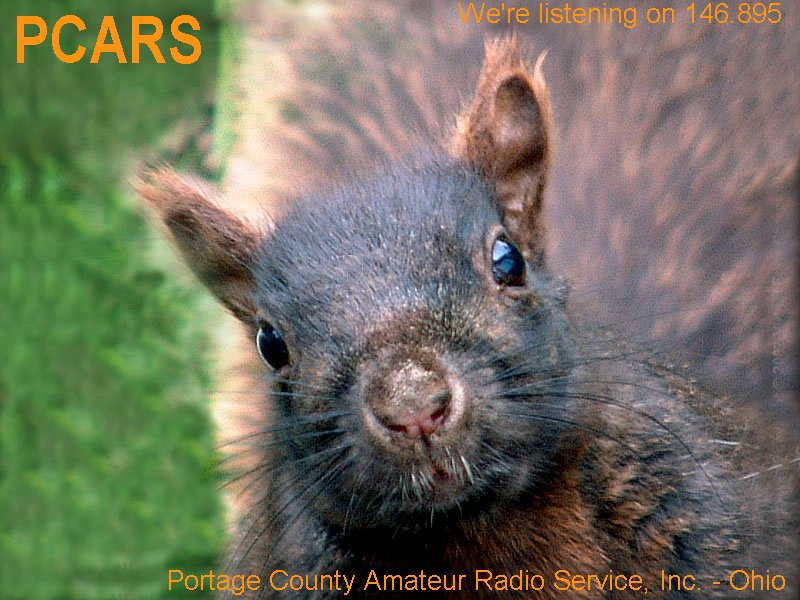 PCARS
We're listening on 146.895
Portage County Amateur Radio Service, Inc. - Ohio